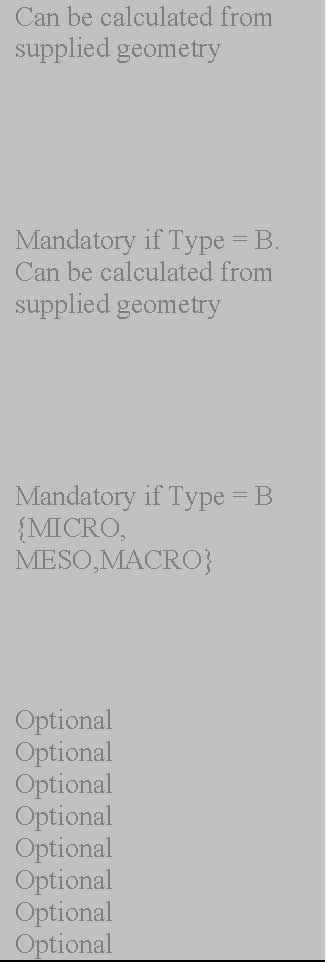 Can be calculated from
supplied geometry
Mandatory if Type = B.
Can be calculated from
supplied geometry
Mandatory if Type = B
{MICRO,
MESO,MACRO}
Optional
Optional
Optional
Optional
Optional
Optional
Optional
Optional